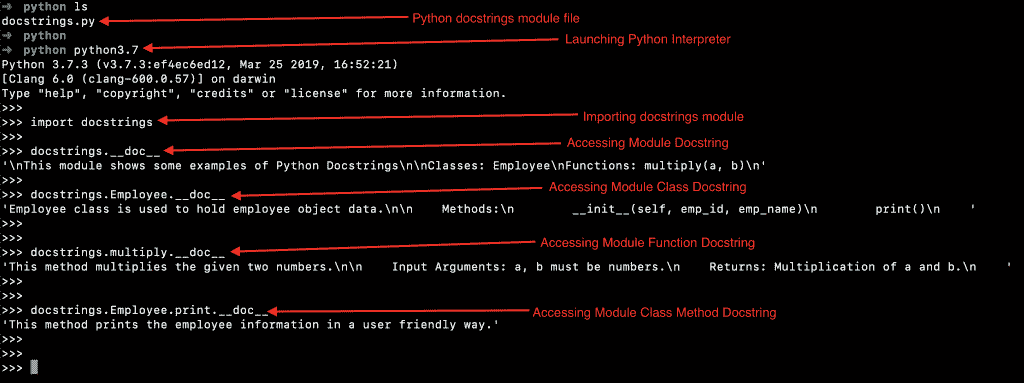 → python ls
docstrings.py Python docstrings module file
→ python
→ python python3.7 Launching Python Interpreter
Python 3.7.3 (v3.7.3:ef4ec6ed12, Mar 25 2019, 16:52:21)
[Clang 6.0 (clang-600.0.57)] on darwin
Type "help", "copyright", "credits" or "license" for more information.
>>>
>>> import docstrings Importing docstrings module
>>>
>>> docstrings.__doc__ Accessing Module Docstring
'\nThis module shows some examples of Python Docstrings\n\nClasses: Employee\nFunctions: multiply(a, b)\n'
>>>
>>> docstrings.Employee.__doc__ Accessing Module Class Docstring
'Employee class is used to hold employee object data.\n\n    Methods:\n        __init__(self, emp_id, emp_name)\n        print()\n    '
>>>
>>>
>>> docstrings.multiply.__doc__ Accessing Module Function Docstring
'This method multiplies the given two numbers.\n\n    Input Arguments: a, b must be numbers.\n    Returns: Multiplication of a and b.\n    '
>>>
>>>
>>> docstrings.Employee.print.__doc__ Accessing Module Class Method Docstring
'This method prints the employee information in a user friendly way.'
>>>
>>>
>>>